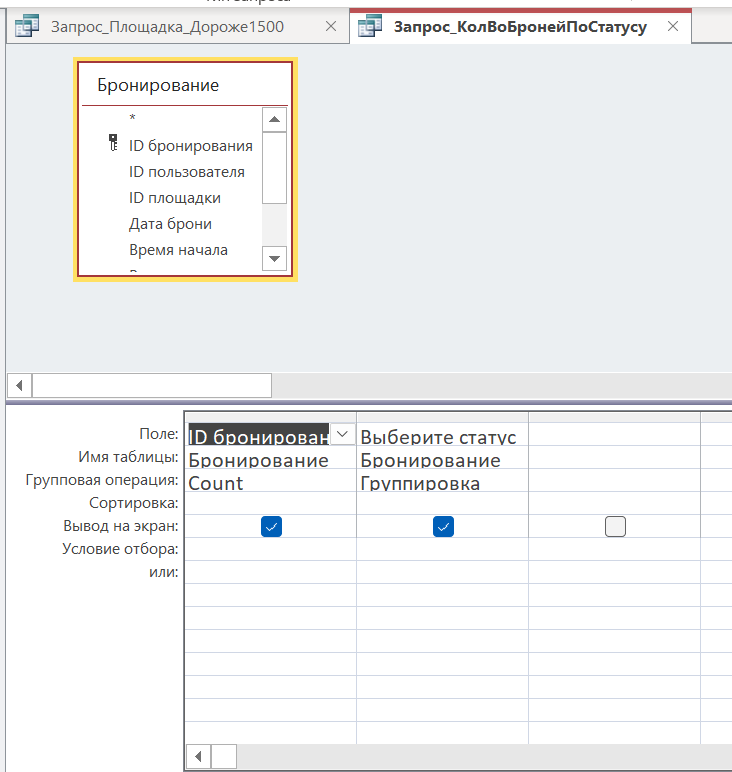 Запрос_Площадка_Дороже1500
Запрос_КолВоБронейПоСтатусу
Бронирование
*
ID бронирования
ID пользователя
ID площадки
Дата брони
Время начала
Поле: ID бронирован Выберите статус
Имя таблицы: Бронирование Бронирование
Групповая операция: Count Группировка
Сортировка:
Вывод на экран:
Условие отбора:
или: